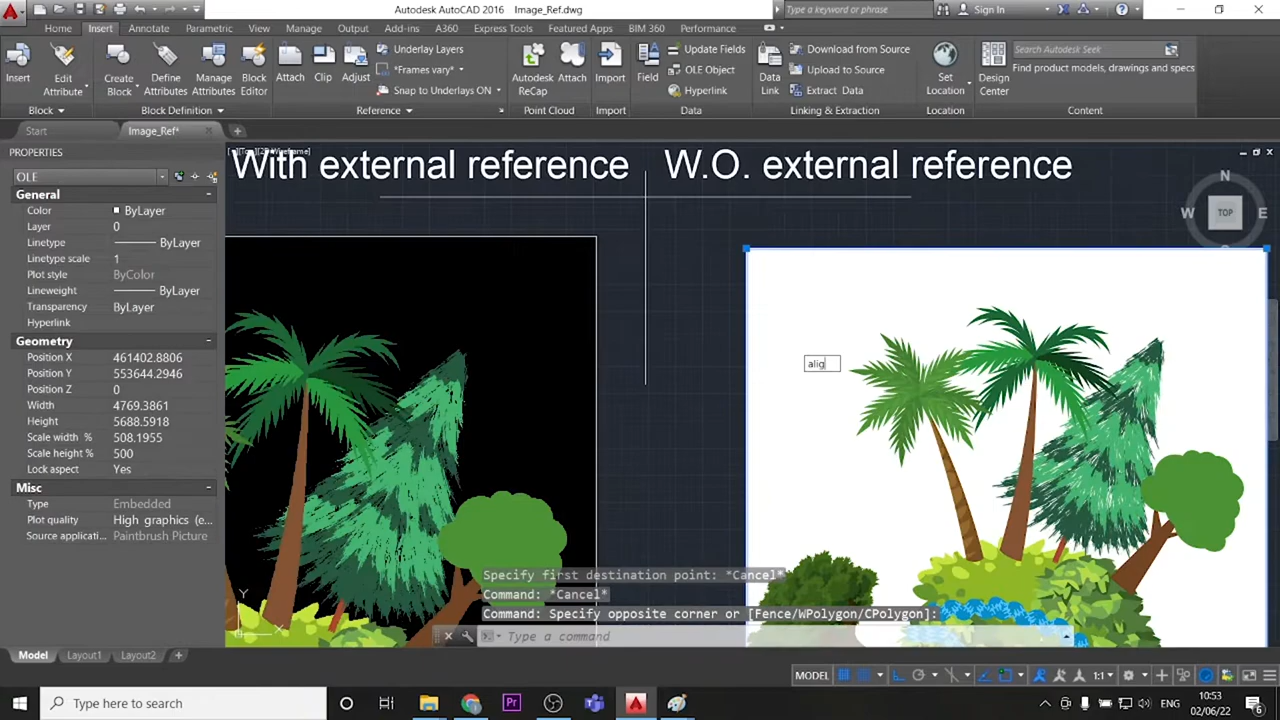 Autodesk AutoCAD 2016 Image_Ref.dwg
Type a keyword or phrase
Sign In
Home Insert Annotate Parametric View Manage Output Add-ins A360 Express Tools Featured Apps BIM 360 Performance
Insert
Edit Attribute
Create Block
Define Attributes
Manage Attributes
Block Editor
Attach
Clip
Adjust
Underlay Layers
*Frames vary*
Snap to Underlays ON
Autodesk ReCap
Attach
Import
Field
Update Fields
OLE Object
Hyperlink
Data Link
Download from Source
Upload to Source
Extract Data
Set Location
Design Center
Search Autodesk Seek
Find product models, drawings and specs
Block Block Definition Reference Point Cloud Import Data Linking & Extraction Location Content
Start Image_Ref*
PROPERTIES
OLE
General
Color ByLayer
Layer 0
Linetype ByLayer
Linetype scale 1
Plot style ByColor
Lineweight ByLayer
Transparency ByLayer
Hyperlink
Geometry
Position X 461402.8806
Position Y 553644.2946
Position Z 0
Width 4769.3861
Height 5688.5918
Scale width % 508.1955
Scale height % 500
Lock aspect Yes
Misc
Type Embedded
Plot quality High graphics (e...
Source applicati... Paintbrush Picture
With external reference W.O. external reference
N
W TOP E
alig
Y
Specify first destination point: *Cancel*
Command: *Cancel*
Command: Specify opposite corner or [Fence/WPolygon/CPolygon]:
Type a command
Model Layout1 Layout2
MODEL 1:1
Type here to search
ENG
10:53
02/06/22
6